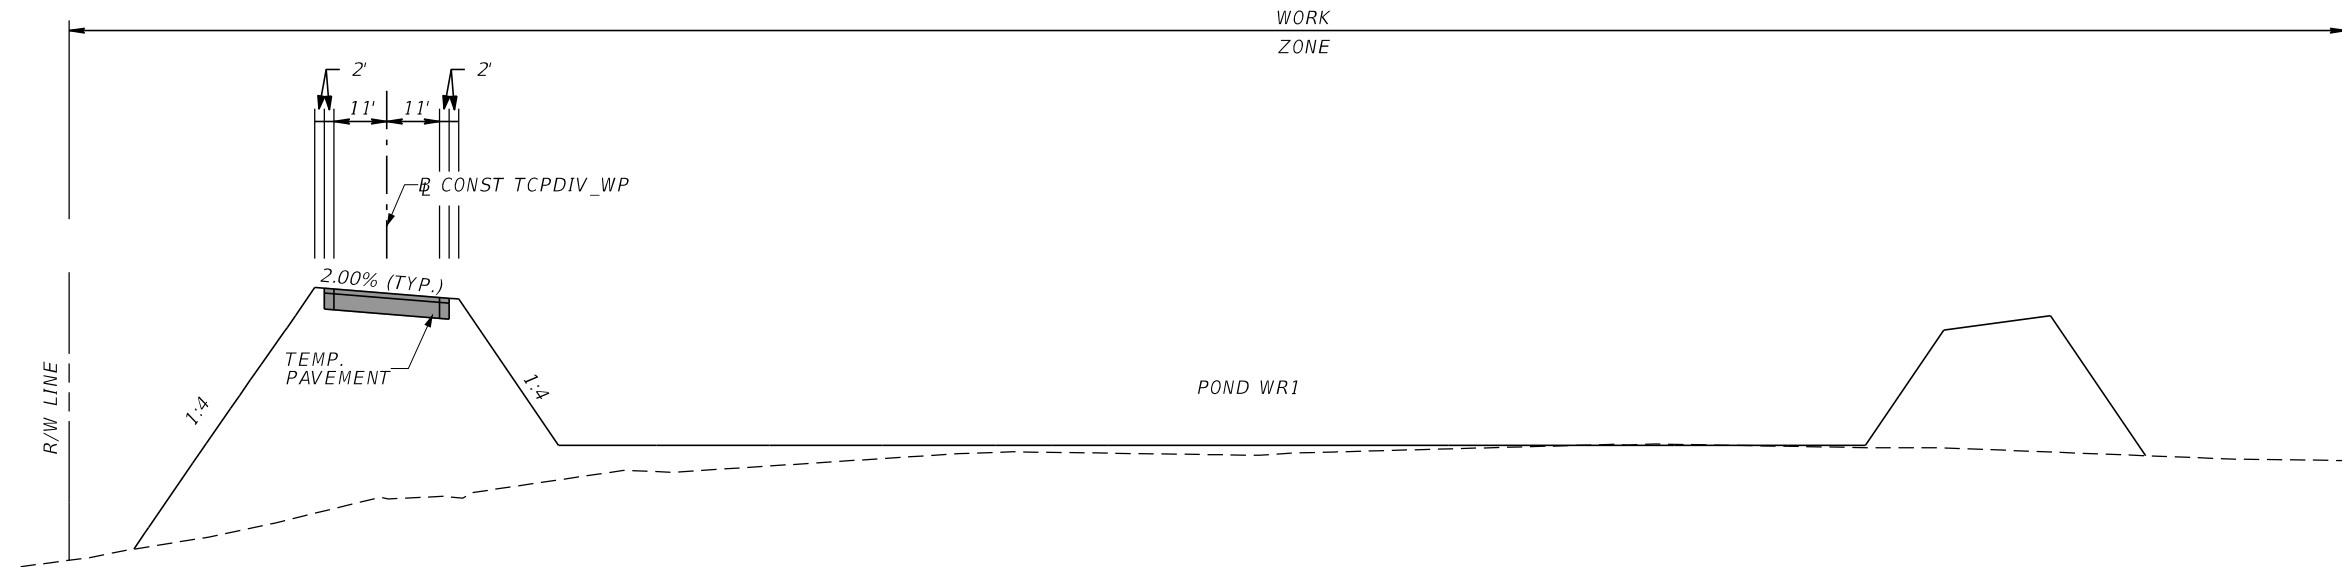 WORK
ZONE
2'
2'
11'
11'
BL CONST TCPDIV_WP
2.00% (TYP.)
TEMP.
PAVEMENT
1:4
1:4
POND WR1
R/W LINE